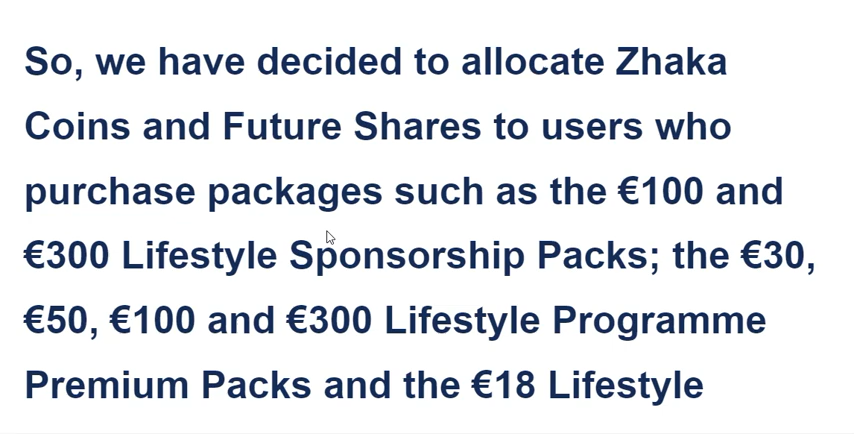 So, we have decided to allocate Zhaka
Coins and Future Shares to users who
purchase packages such as the €100 and
€300 Lifestyle Sponsorship Packs; the €30,
€50, €100 and €300 Lifestyle Programme
Premium Packs and the €18 Lifestyle